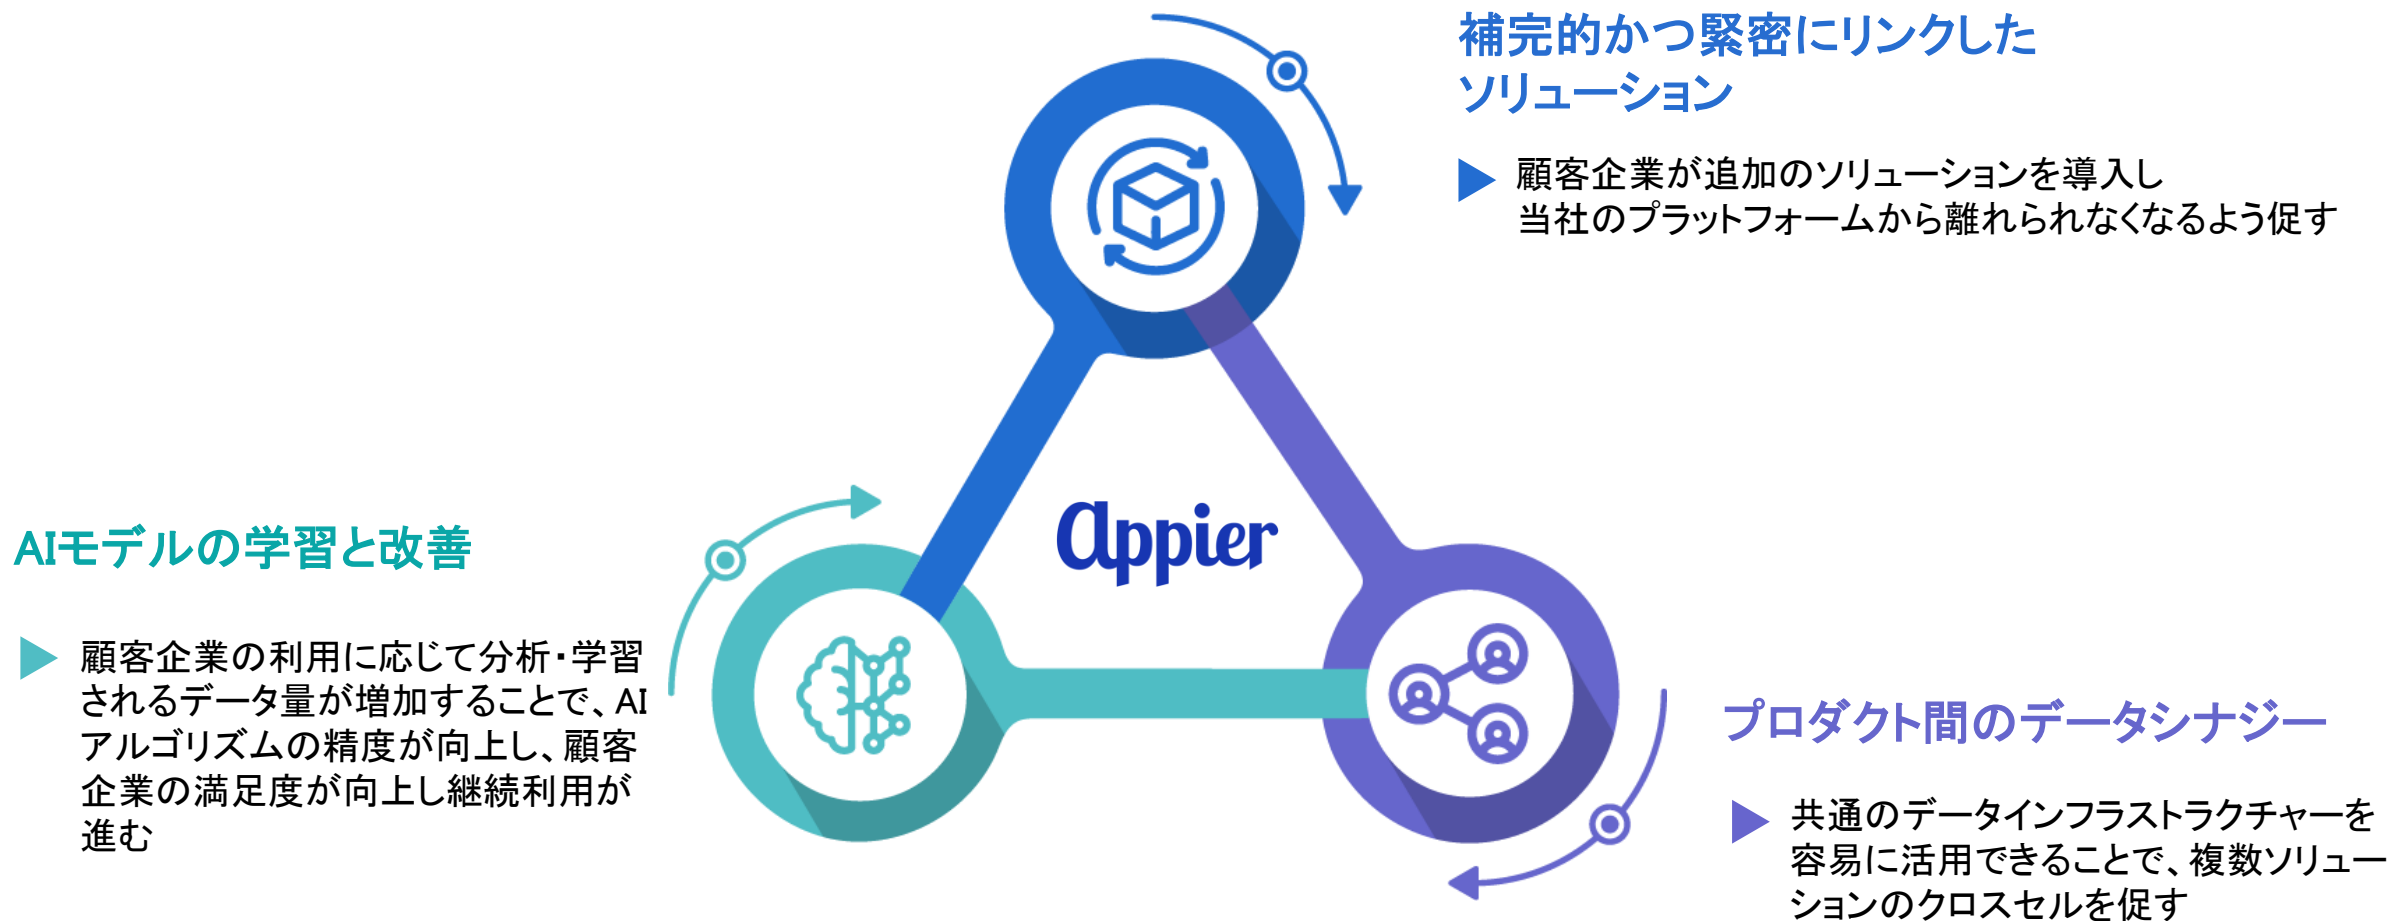 補完的かつ緊密にリンクした
ソリューション
顧客企業が追加のソリューションを導入し
当社のプラットフォームから離れられなくなるよう促す
appier
AIモデルの学習と改善
顧客企業の利用に応じて分析・学習
されるデータ量が増加することで、AI
アルゴリズムの精度が向上し、顧客
企業の満足度が向上し継続利用が
進む
プロダクト間のデータシナジー
共通のデータインフラストラクチャーを
容易に活用できることで、複数ソリュー
ションのクロスセルを促す